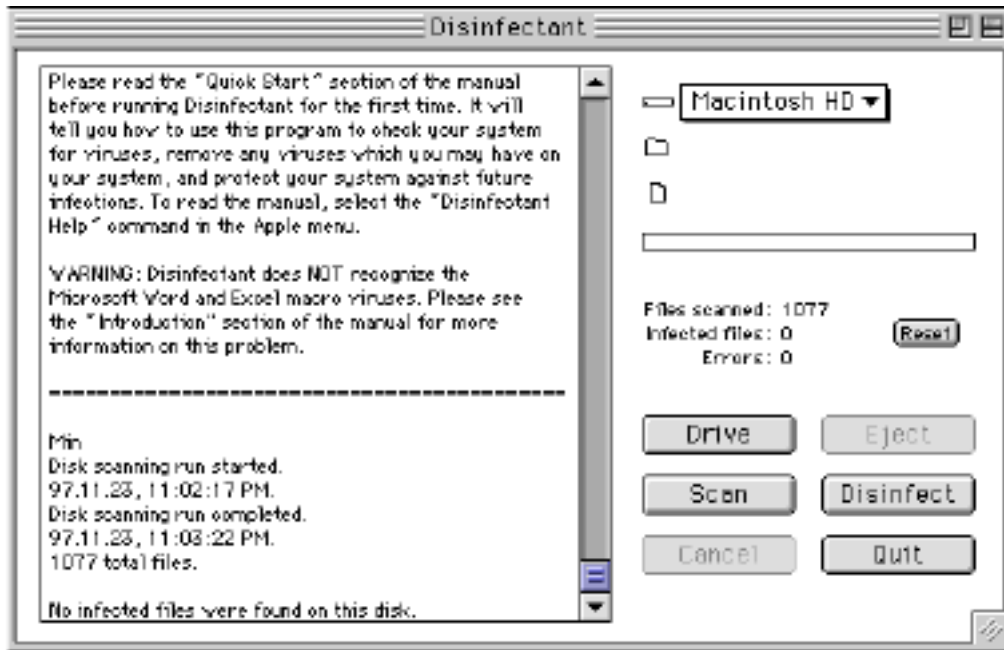 Disinfectant
Please read the "Quick Start" section of the manual
before running Disinfectant for the first time. It will
tell you how to use this program to check your system
for viruses, remove any viruses which you may have on
your system, and protect your system against future
infections. To read the manual, select the "Disinfectant
Help" command in the Apple menu.
WARNING: Disinfectant does NOT recognize the
Microsoft Word and Excel macro viruses. Please see
the "Introduction" section of the manual for more
information on this problem.
Min
Disk scanning run started.
97.11.23, 11:02:17 PM.
Disk scanning run completed.
97.11.23, 11:03:22 PM.
1077 total files.
No infected files were found on this disk.
Macintosh HD
Files scanned: 1077
Infected files: 0
Errors: 0
Reset
Drive
Eject
Scan
Disinfect
Cancel
Quit